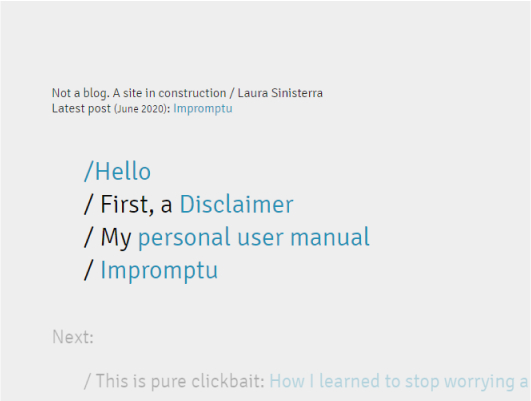 Not a blog. A site in construction / Laura Sinisterra
Latest post (June 2020): Impromptu
/Hello
/ First, a Disclaimer
/ My personal user manual
/ Impromptu
Next:
/ This is pure clickbait: How I learned to stop worrying a